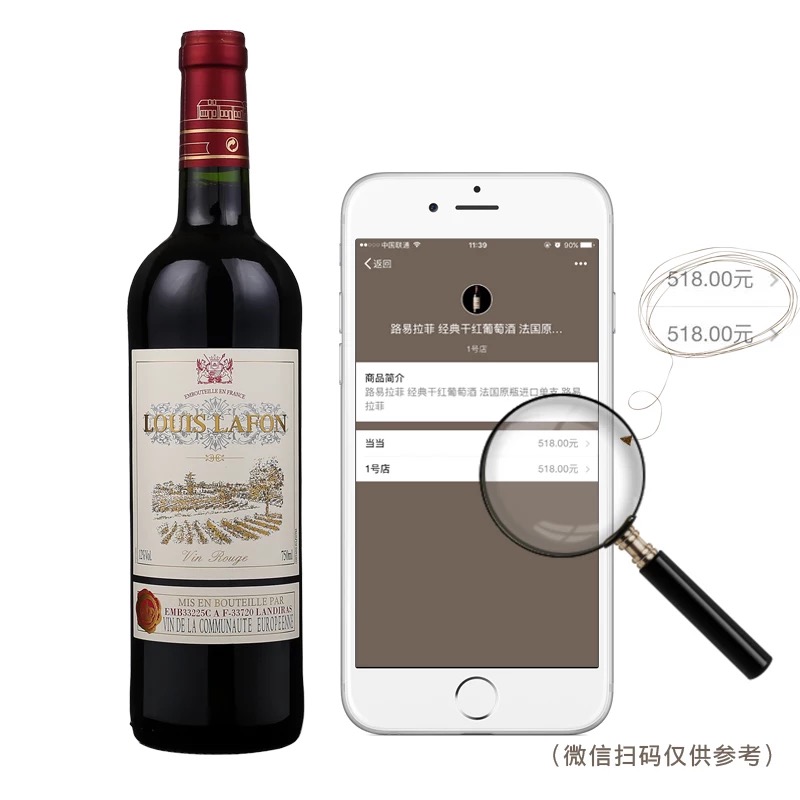 EMBOUTEILLE EN FRANCE
LOUIS LAFON
12%Vol.
Vin Rouge
750ml
MIS EN BOUTEILLE PAR
EMB33225C A F-33720 LANDIRAS
VIN DE LA COMMUNAUTE EUROPEENNE
中国联通
11:39
90%
返回
路易拉菲 经典干红葡萄酒 法国原...
1号店
商品简介
路易拉菲 经典干红葡萄酒 法国原瓶进口单支 路易
拉菲
当当
518.00元
1号店
518.00元
518.00元
518.00元
（微信扫码仅供参考）